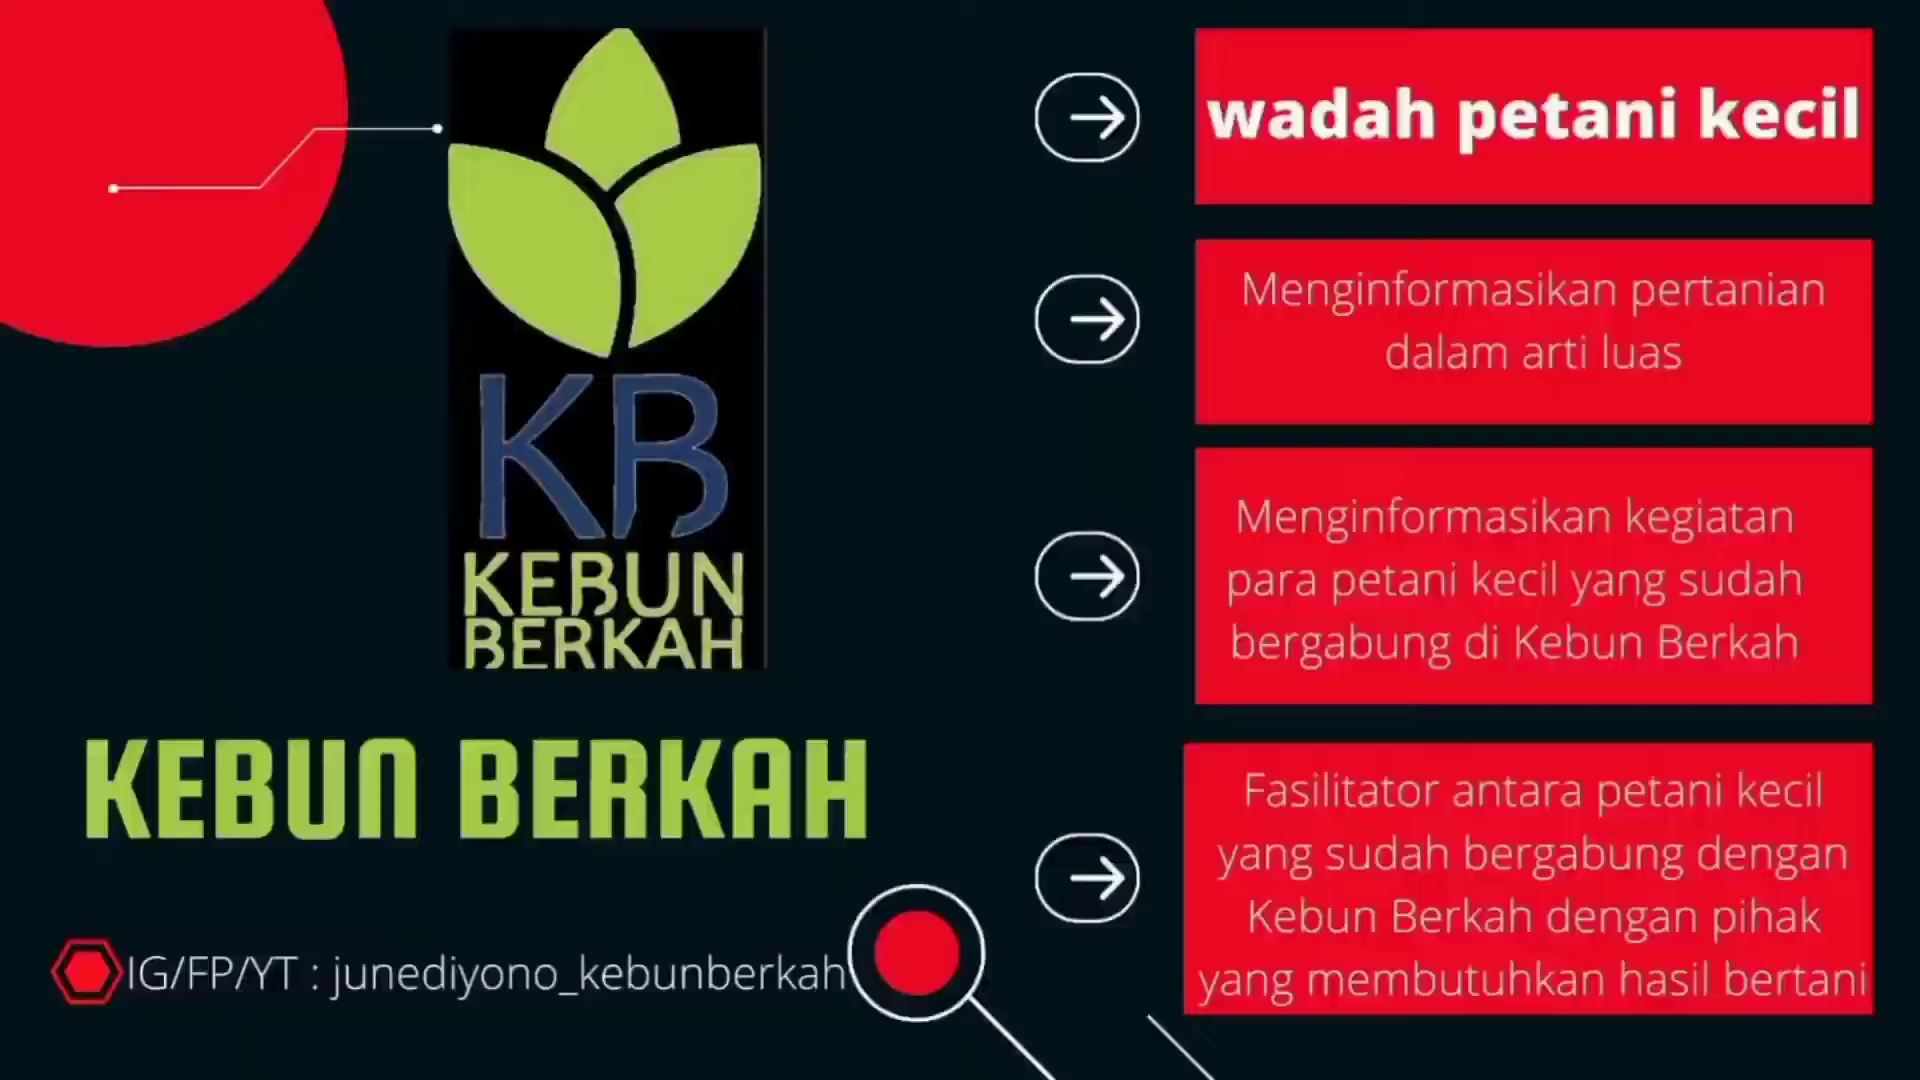 KB
KEBUN
BERKAH
KEBUN BERKAH
IG/FP/YT : junediyono_kebunberkah
wadah petani kecil
Menginformasikan pertanian
dalam arti luas
Menginformasikan kegiatan
para petani kecil yang sudah
bergabung di Kebun Berkah
Fasilitator antara petani kecil
yang sudah bergabung dengan
Kebun Berkah dengan pihak
yang membutuhkan hasil bertani